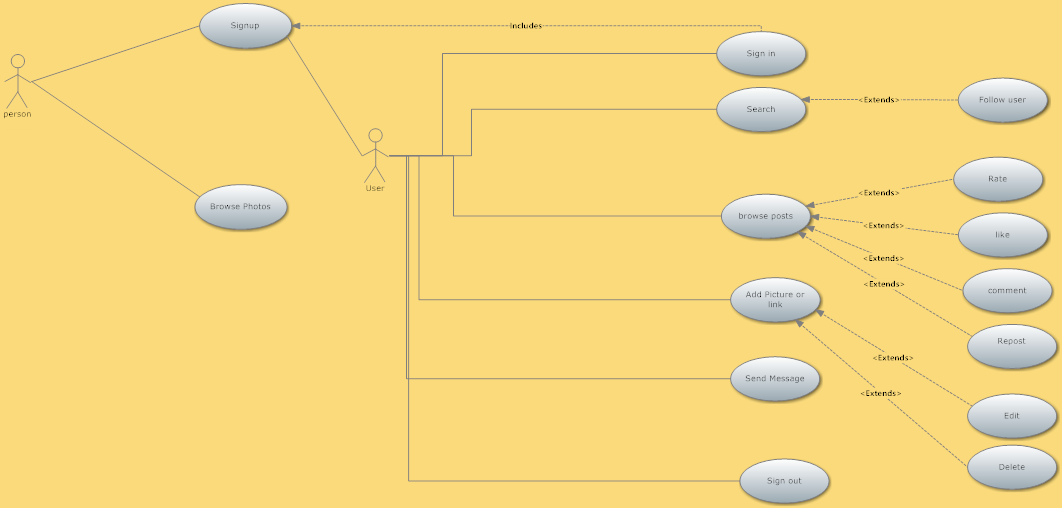 Signup
Includes
Sign in
person
Search
<Extends>
Follow user
User
Browse Photos
browse posts
<Extends>
Rate
<Extends>
like
<Extends>
comment
<Extends>
Repost
Add Picture or
link
<Extends>
Edit
<Extends>
Delete
Send Message
Sign out